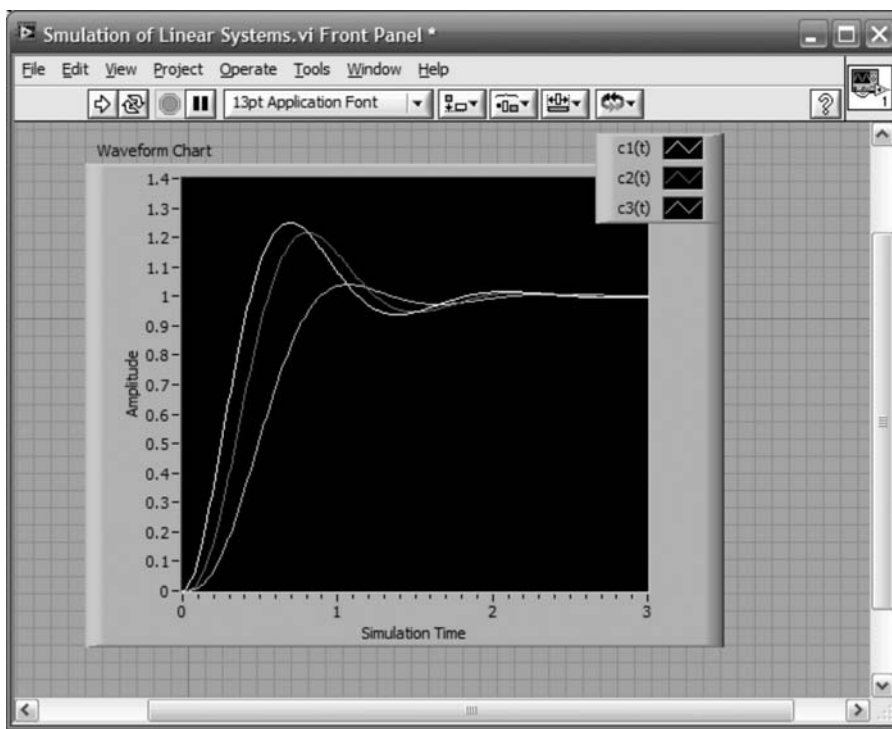 Smulation of Linear Systems.vi Front Panel *
File Edit View Project Operate Tools Window Help
13pt Application Font
?
1
Waveform Chart
c1(t)
c2(t)
c3(t)
1.4
1.3
1.2
1.1
1
0.9
0.8
0.7
0.6
0.5
0.4
0.3
0.2
0.1
0
Amplitude
0 1 2 3
Simulation Time